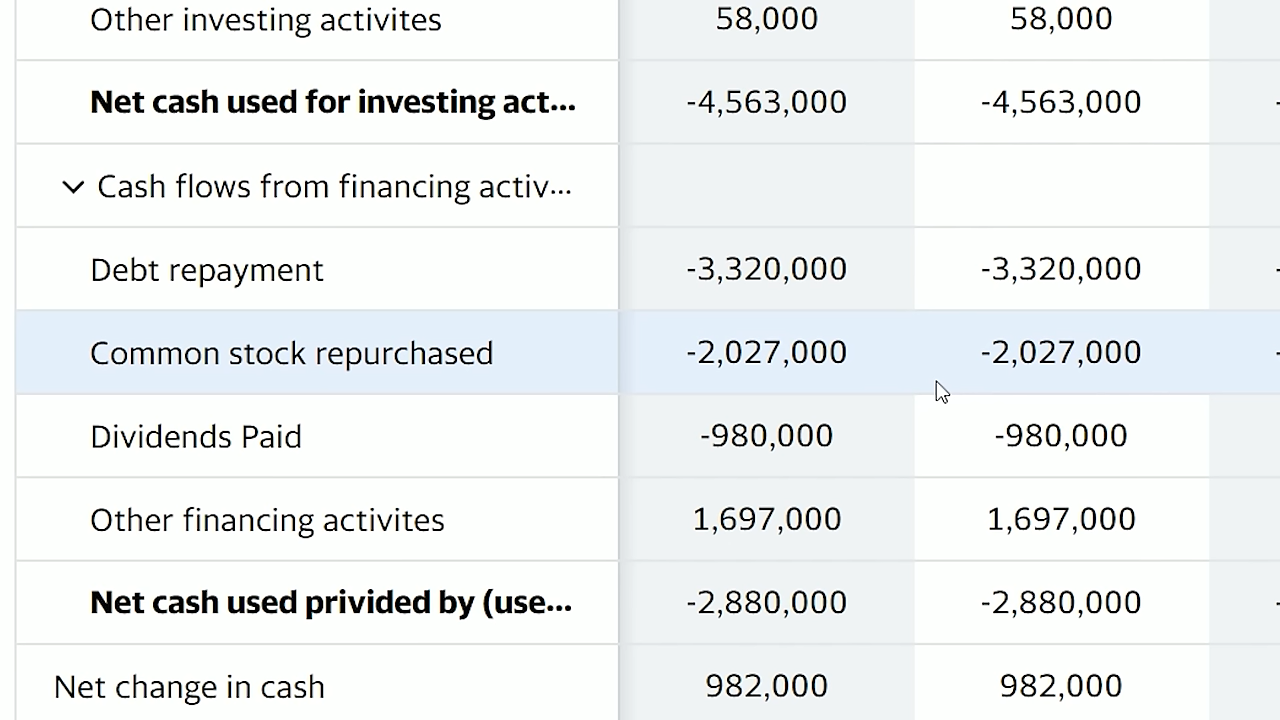 Other investing activites 58,000 58,000
Net cash used for investing act... -4,563,000 -4,563,000
Cash flows from financing activ...
Debt repayment -3,320,000 -3,320,000
Common stock repurchased -2,027,000 -2,027,000
Dividends Paid -980,000 -980,000
Other financing activites 1,697,000 1,697,000
Net cash used privided by (use... -2,880,000 -2,880,000
Net change in cash 982,000 982,000